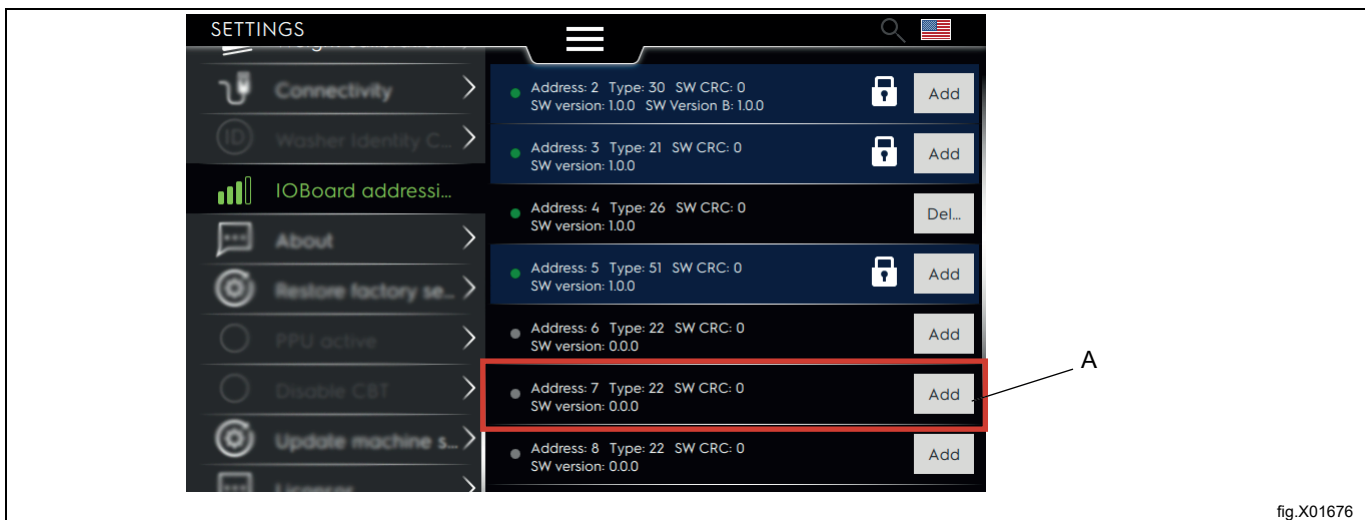 SETTINGS
Connectivity
ID
Washer Identity C...
IOBoard addressi...
About
Restore factory se...
PPU active
Disable CBT
Update machine s...
Licenses
Address: 2 Type: 30 SW CRC: 0
SW version: 1.0.0 SW Version B: 1.0.0
Add
Address: 3 Type: 21 SW CRC: 0
SW version: 1.0.0
Add
Address: 4 Type: 26 SW CRC: 0
SW version: 1.0.0
Del...
Address: 5 Type: 51 SW CRC: 0
SW version: 1.0.0
Add
Address: 6 Type: 22 SW CRC: 0
SW version: 0.0.0
Add
Address: 7 Type: 22 SW CRC: 0
SW version: 0.0.0
Add
A
Address: 8 Type: 22 SW CRC: 0
SW version: 0.0.0
Add
fig.X01676